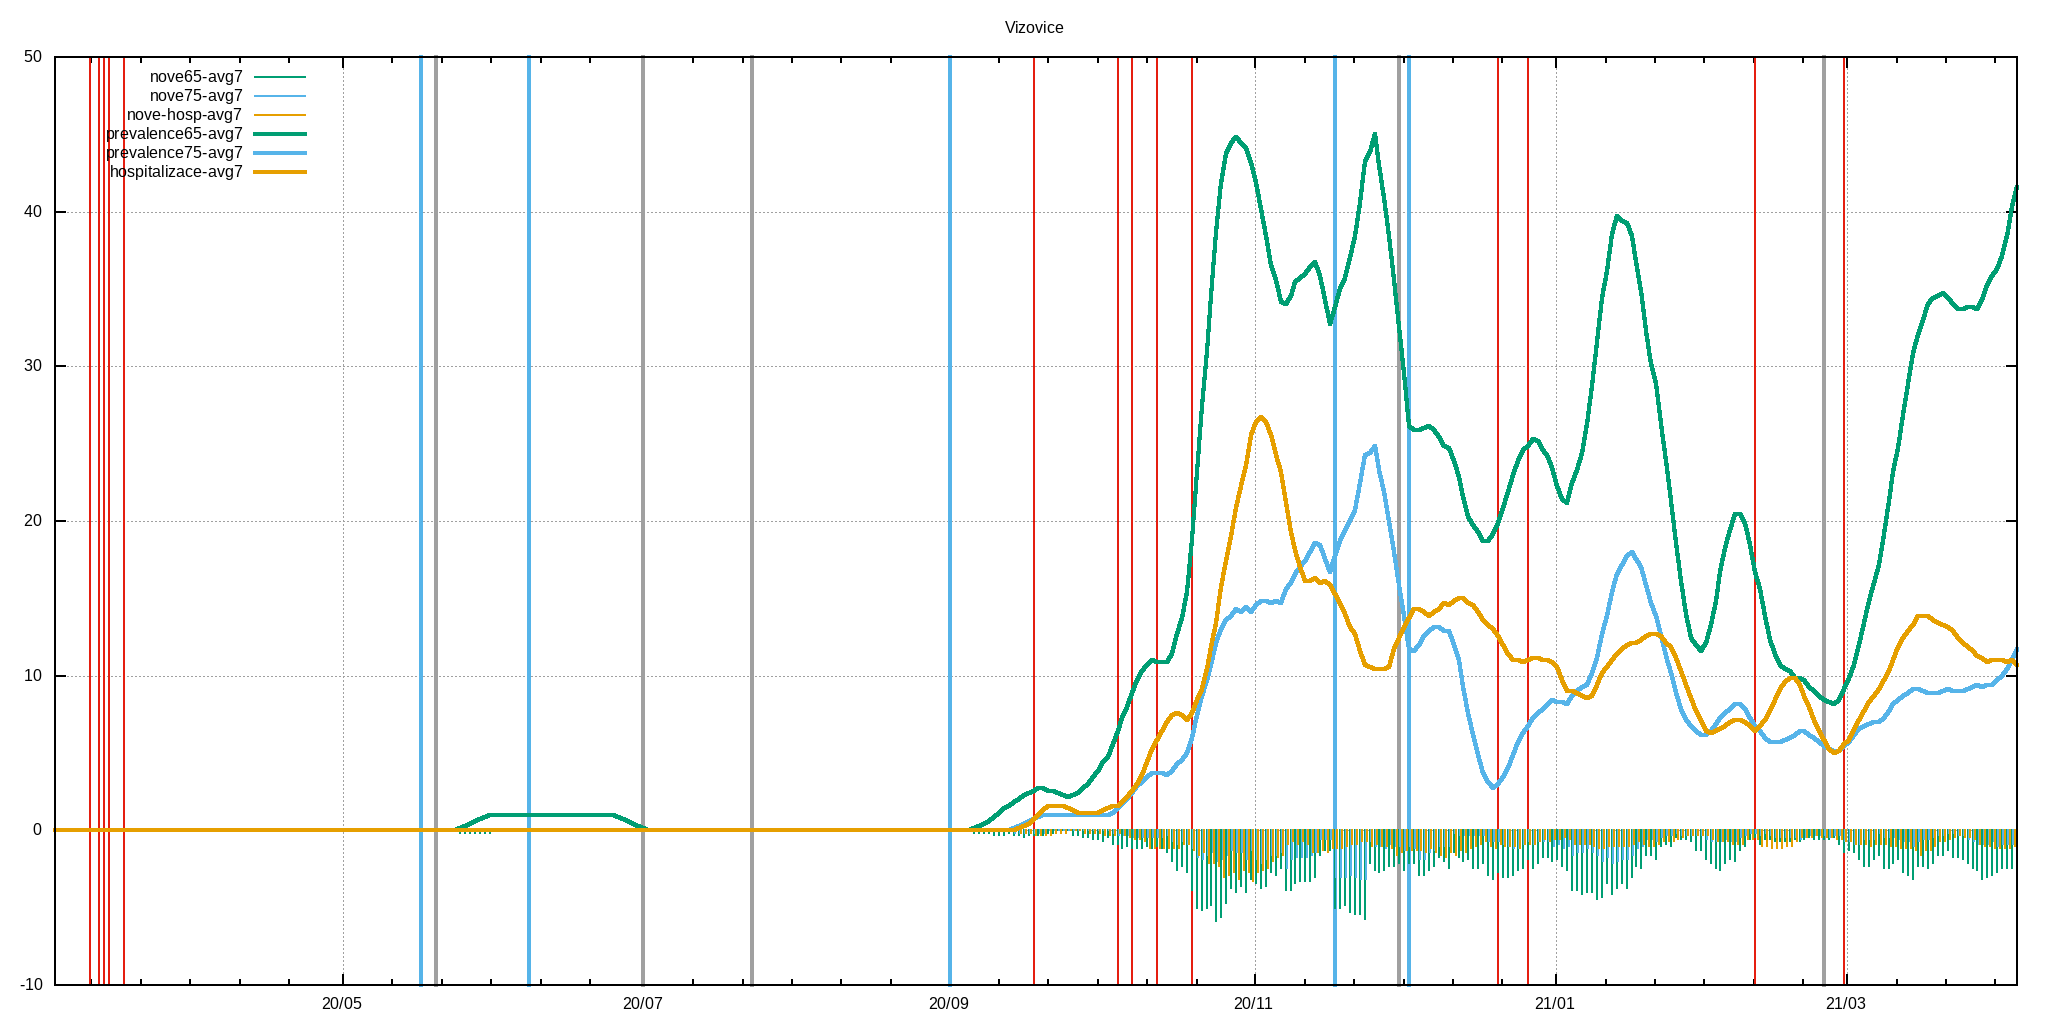 Vizovice
50
40
30
20
10
0
-10
nove65-avg7
nove75-avg7
nove-hosp-avg7
prevalence65-avg7
prevalence75-avg7
hospitalizace-avg7
20/05 20/07 20/09 20/11 21/01 21/03